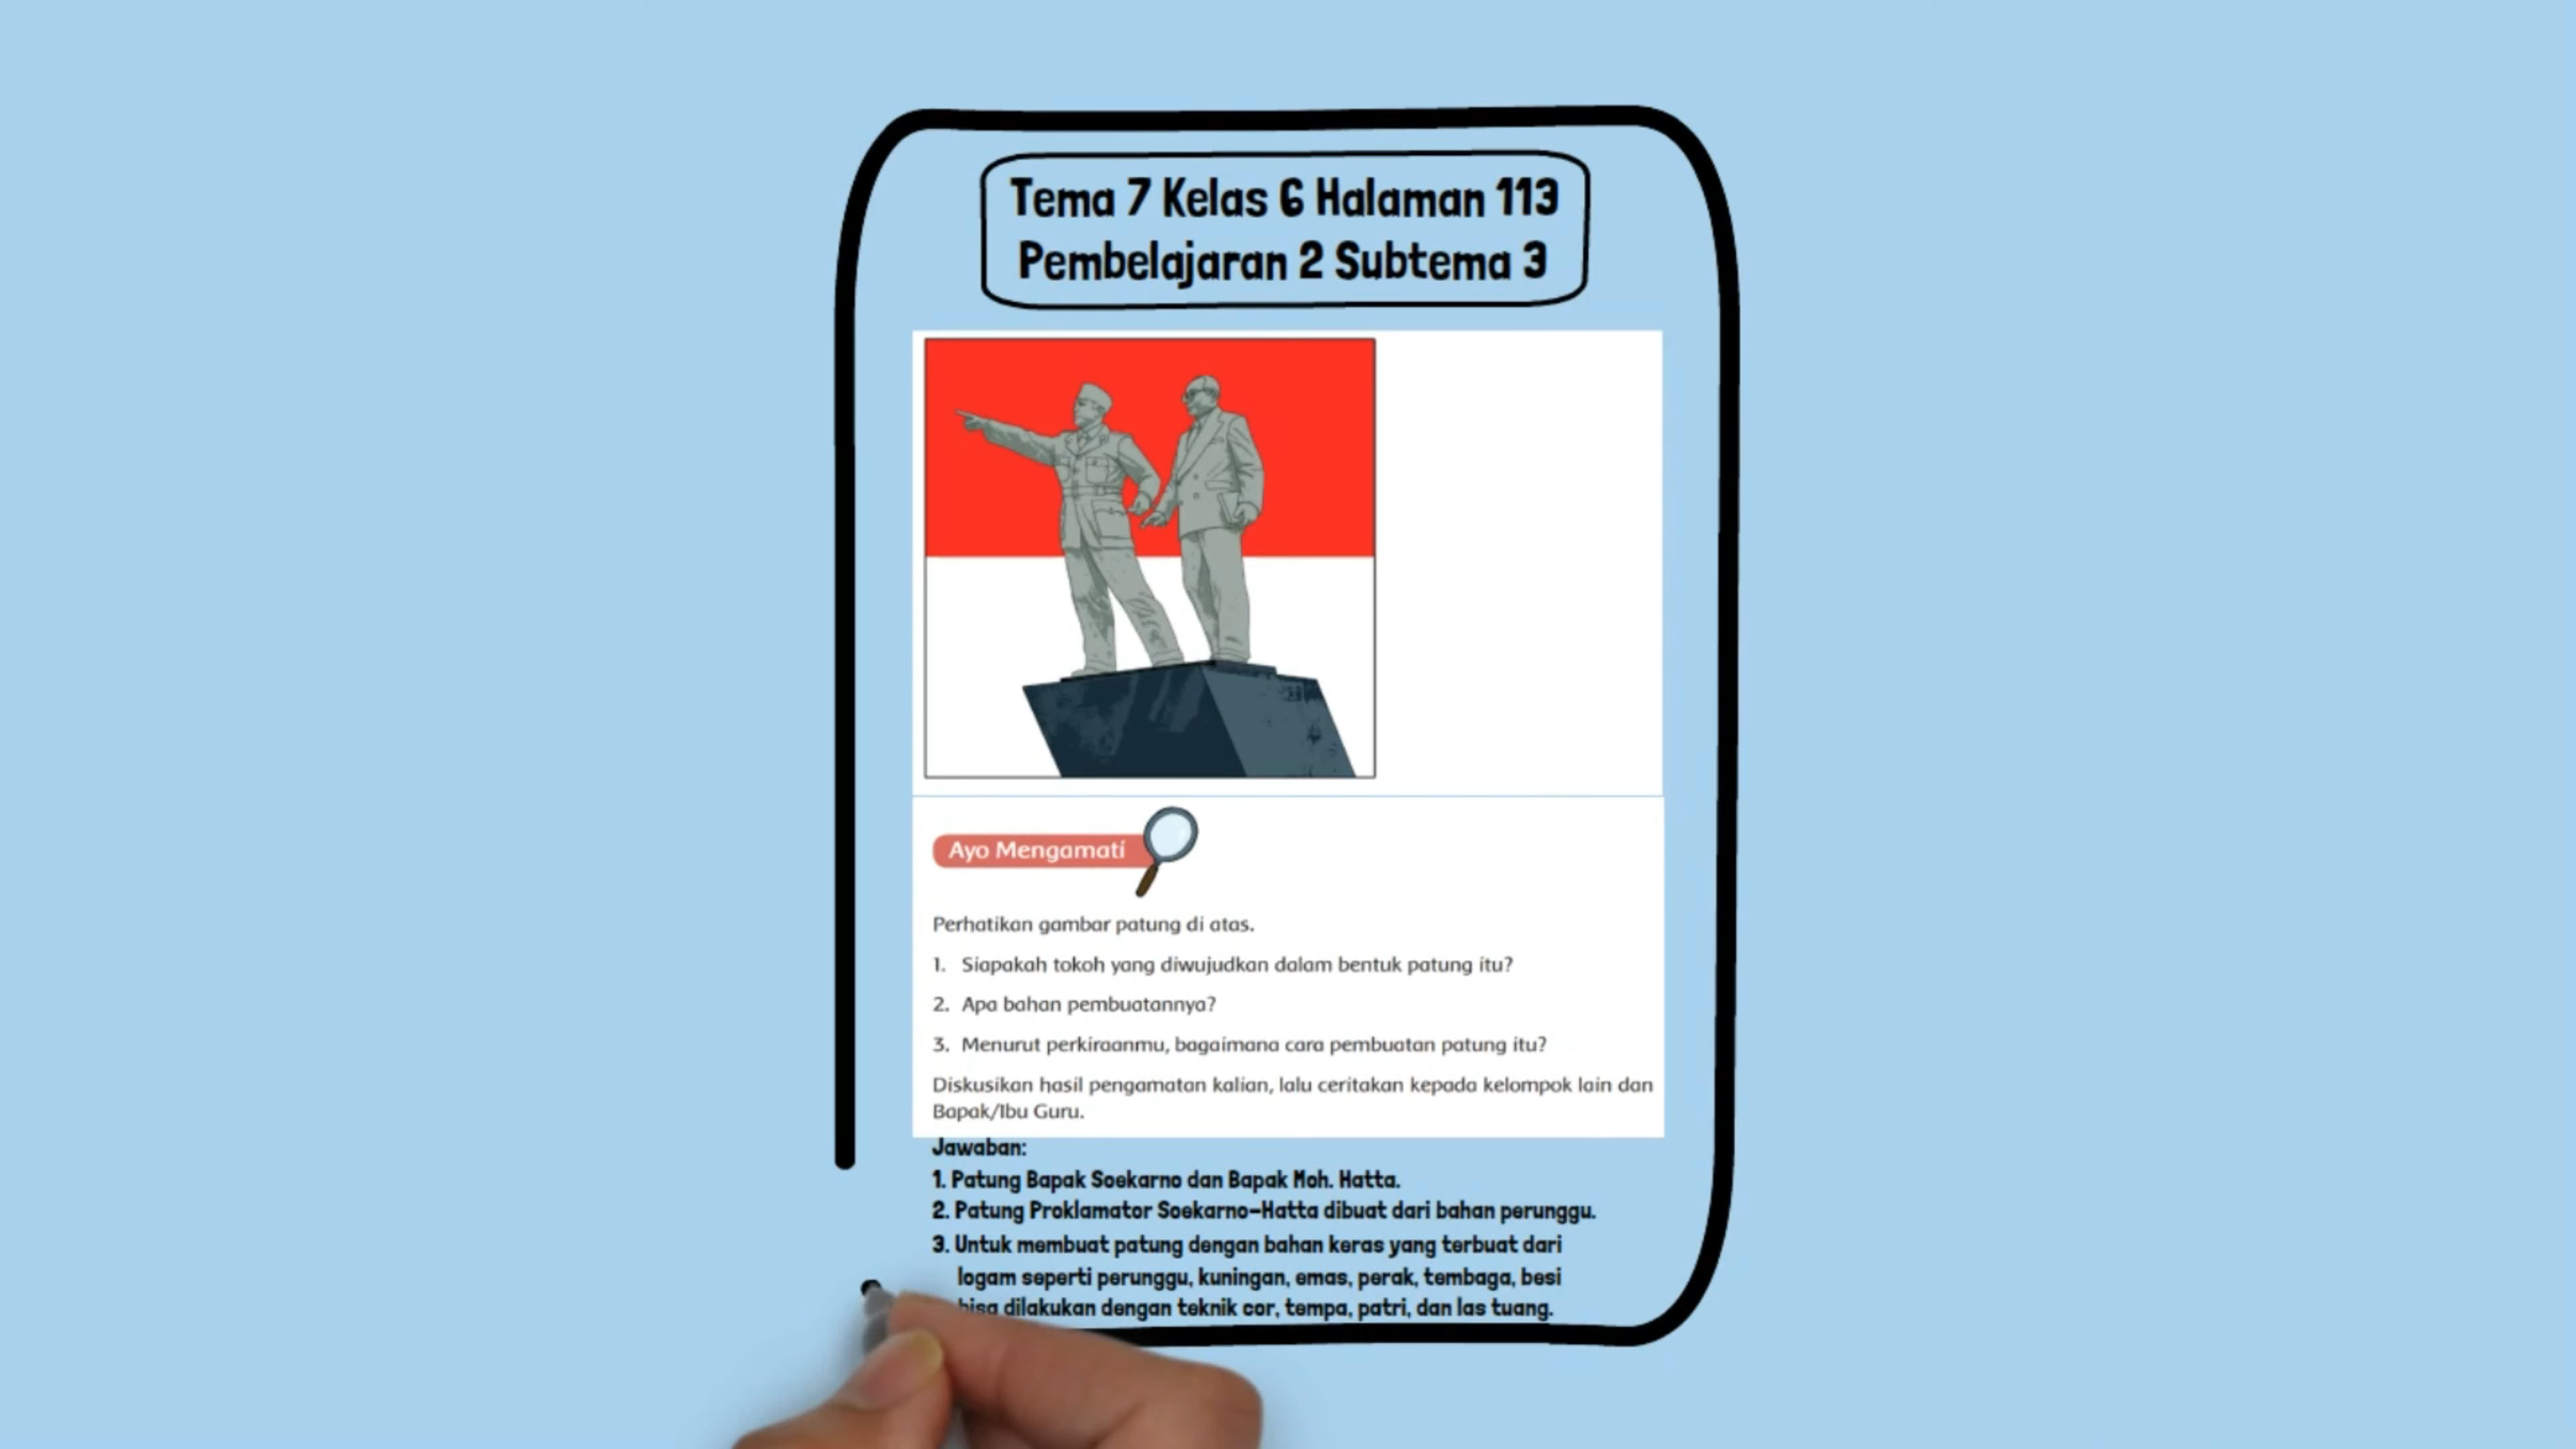 Tema 7 Kelas 6 Halaman 113
Pembelajaran 2 Subtema 3
Ayo Mengamati
Perhatikan gambar patung di atas.
1. Siapakah tokoh yang diwujudkan dalam bentuk patung itu?
2. Apa bahan pembuatannya?
3. Menurut perkiraanmu, bagaimana cara pembuatan patung itu?
Diskusikan hasil pengamatan kalian, lalu ceritakan kepada kelompok lain dan
Bapak/Ibu Guru.
Jawaban:
1. Patung Bapak Soekarno dan Bapak Moh. Hatta.
2. Patung Proklamator Soekarno-Hatta dibuat dari bahan perunggu.
3. Untuk membuat patung dengan bahan keras yang terbuat dari
logam seperti perunggu, kuningan, emas, perak, tembaga, besi
bisa dilakukan dengan teknik cor, tempa, patri, dan las tuang.